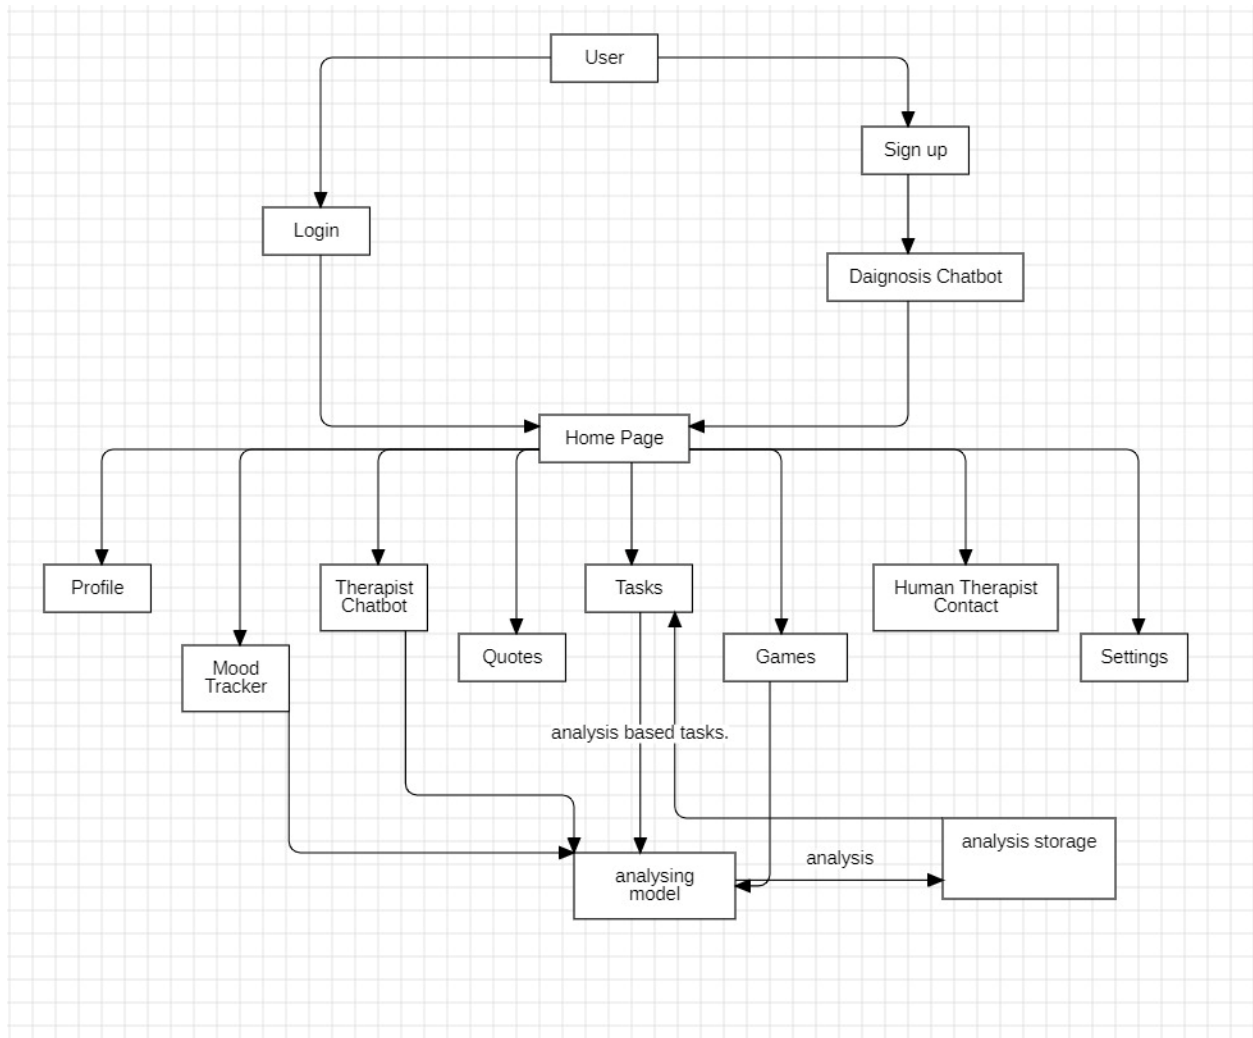 User
Sign up
Login
Daignosis Chatbot
Home Page
Profile
Therapist
Chatbot
Tasks
Human Therapist
Contact
Mood
Tracker
Quotes
Games
Settings
analysis based tasks.
analysis storage
analysis
analysing
model